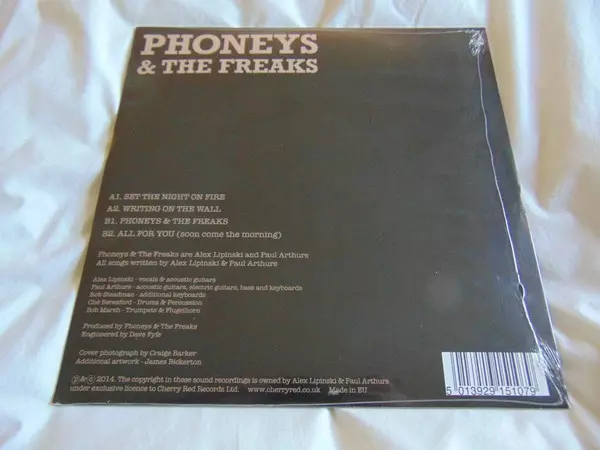 PHONEYS
& THE FREAKS
A1. SET THE NIGHT ON FIRE
A2. WRITING ON THE WALL
B1. PHONEYS & THE FREAKS
B2. ALL FOR YOU (soon come the morning)
Phoneys & The Freaks are Alex Lipinski and Paul Arthurs
All songs written by Alex Lipinski & Paul Arthurs
Alex Lipinski - vocals & acoustic guitars
Paul Arthurs - acoustic guitars, electric guitars, bass and keyboards
Rob Steadman - additional keyboards
Ché Beresford - Drums & Percussion
Rob Marsh - Trumpets & Flugelhorn
Produced by Phoneys & The Freaks
Engineered by Dave Fyfe
Cover photograph by Craige Barker
Additional artwork - James Bickerton
℗&© 2014. The copyright in these sound recordings is owned by Alex Lipinski & Paul Arthurs
under exclusive licence to Cherry Red Records Ltd. www.cherryred.co.uk Made in EU
5 013929 151079